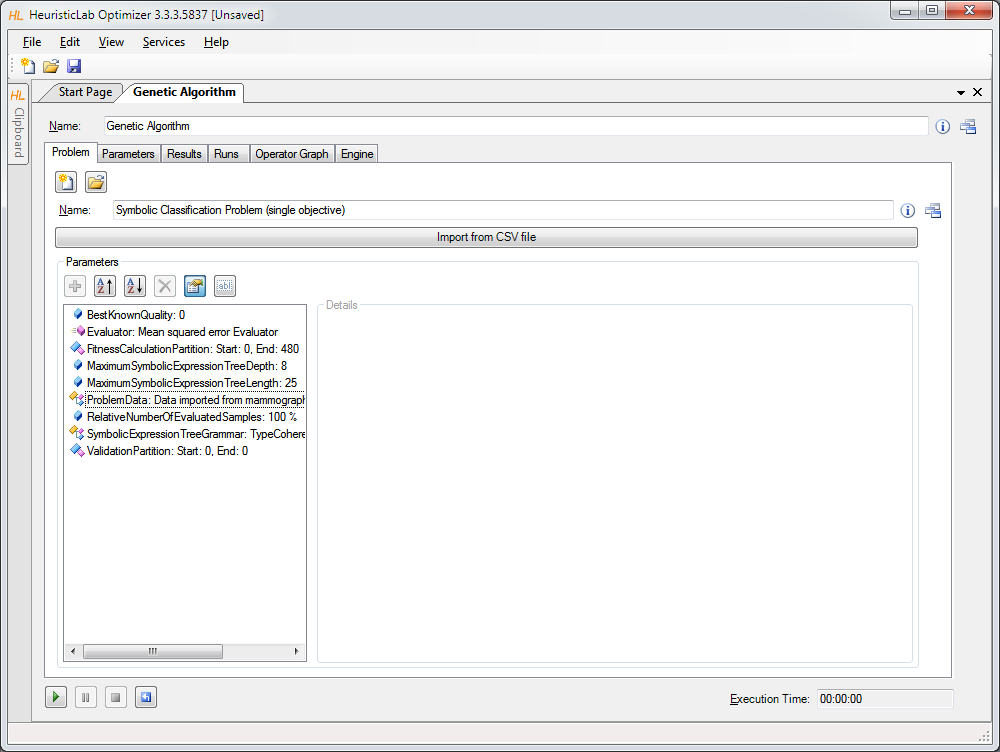 HL HeuristicLab Optimizer 3.3.3.5837 [Unsaved]
File Edit View Services Help
HL Clipboard
Start Page Genetic Algorithm
Name: Genetic Algorithm
Problem Parameters Results Runs Operator Graph Engine
Name: Symbolic Classification Problem (single objective)
Import from CSV file
Parameters
A Z A Z ab|
Details
BestKnownQuality: 0
Evaluator: Mean squared error Evaluator
FitnessCalculationPartition: Start: 0, End: 480
MaximumSymbolicExpressionTreeDepth: 8
MaximumSymbolicExpressionTreeLength: 25
ProblemData: Data imported from mammograph
RelativeNumberOfEvaluatedSamples: 100 %
SymbolicExpressionTreeGrammar: TypeCohere
ValidationPartition: Start: 0, End: 0
Execution Time: 00:00:00